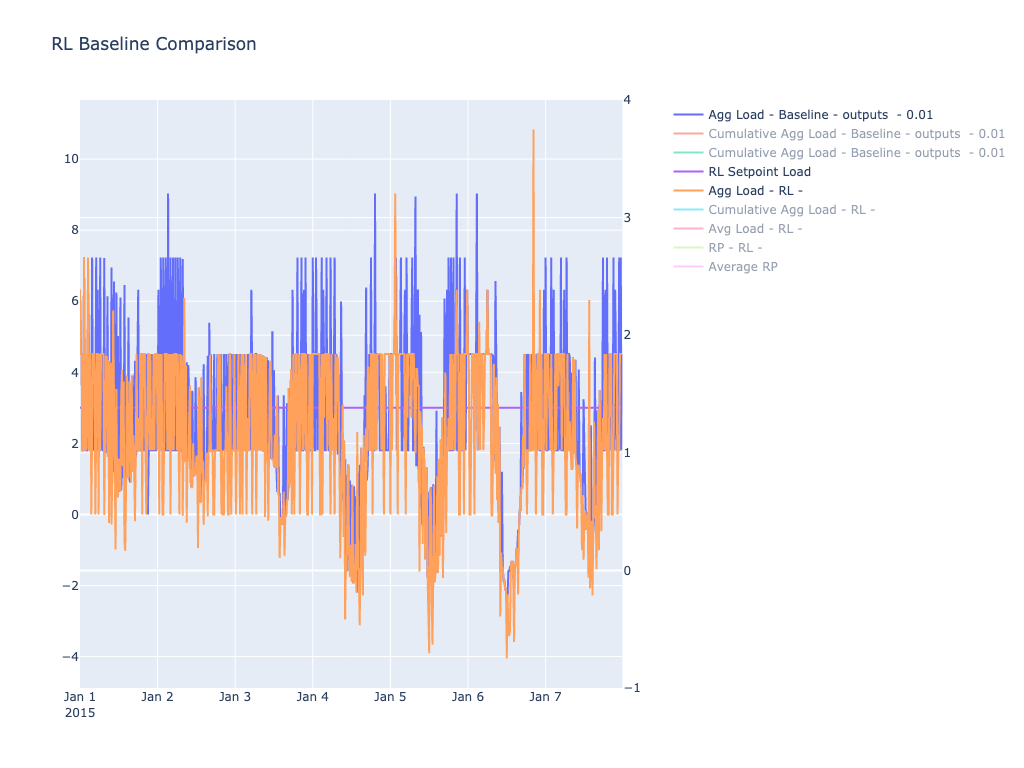 RL Baseline Comparison
4
Agg Load - Baseline - outputs  - 0.01
Cumulative Agg Load - Baseline - outputs  - 0.01
Cumulative Agg Load - Baseline - outputs  - 0.01
RL Setpoint Load
Agg Load - RL -
Cumulative Agg Load - RL -
Avg Load - RL -
RP - RL -
Average RP
10
8
6
4
2
0
−2
−4
3
2
1
0
−1
Jan 1 Jan 2 Jan 3 Jan 4 Jan 5 Jan 6 Jan 7
2015